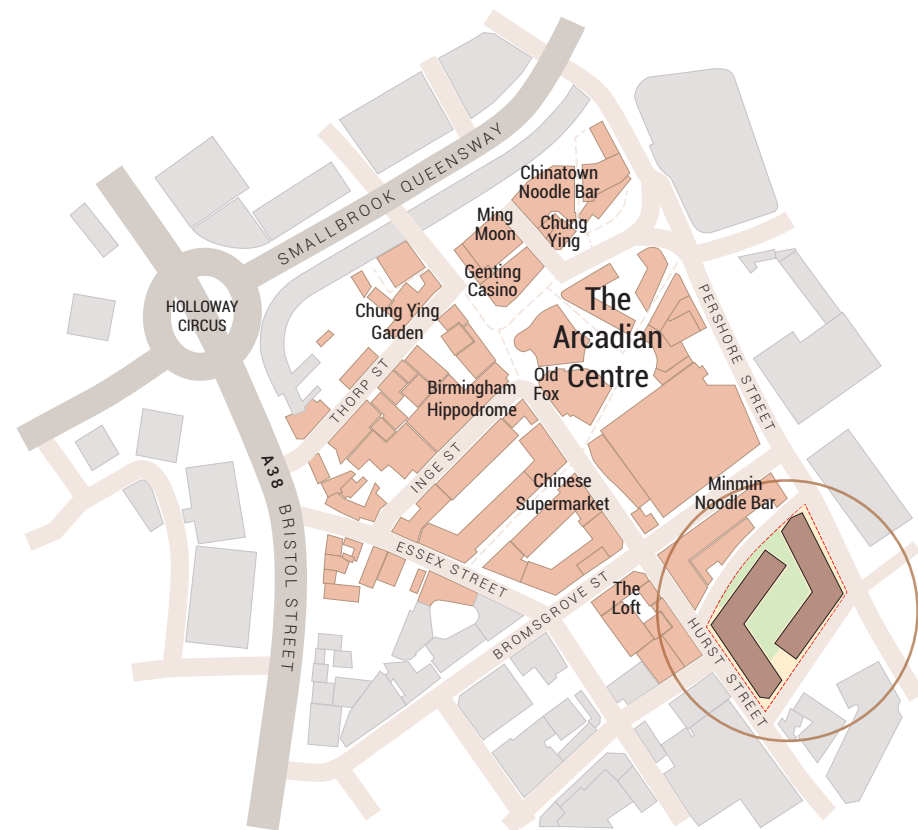 SMALLBROOK QUEENSWAY
Chinatown
Noodle Bar
Ming
Moon
Chung
Ying
Genting
Casino
HOLLOWAY
CIRCUS
Chung Ying
Garden
The
Arcadian
Centre
PERSHORE STREET
THORP ST
Birmingham
Hippodrome
Old
Fox
INGE ST
A38 BRISTOL STREET
Chinese
Supermarket
Minmin
Noodle Bar
ESSEX STREET
BROMSGROVE ST
The
Loft
HURST STREET